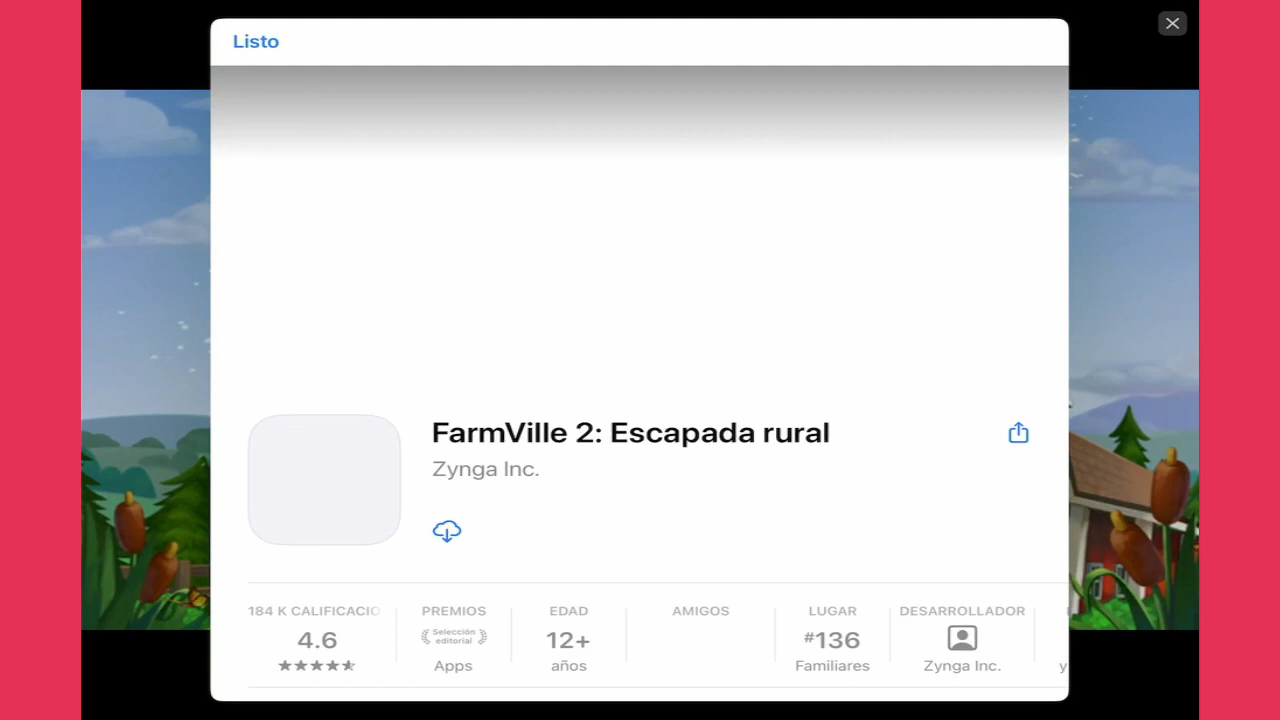 Listo
FarmVille 2: Escapada rural
Zynga Inc.
184 K CALIFICACIO
4.6
PREMIOS
Selección
editorial
Apps
EDAD
12+
años
AMIGOS
LUGAR
#136
Familiares
DESARROLLADOR
Zynga Inc.
y